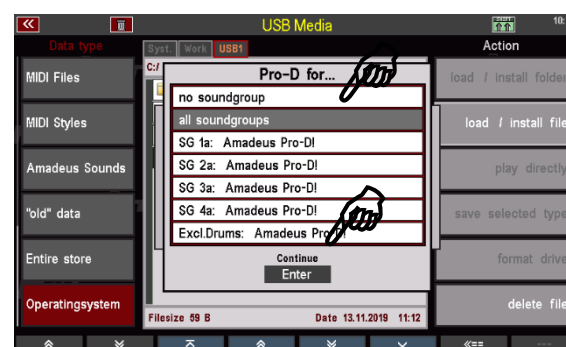 USB Media
START
10:
Data type
Syst. Work USB1
Action
C:/
MIDI Files
MIDI Styles
Amadeus Sounds
"old" data
Entire store
Operatingsystem
Pro-D for...
no soundgroup
all soundgroups
SG 1a: Amadeus Pro-D!
SG 2a: Amadeus Pro-D!
SG 3a: Amadeus Pro-D!
SG 4a: Amadeus Pro-D!
Excl.Drums: Amadeus Pro-D!
Continue
Enter
Filesize 59 B Date 13.11.2019 11:12
load / install folder
load / install file
play directly
save selected type
format drive
delete file